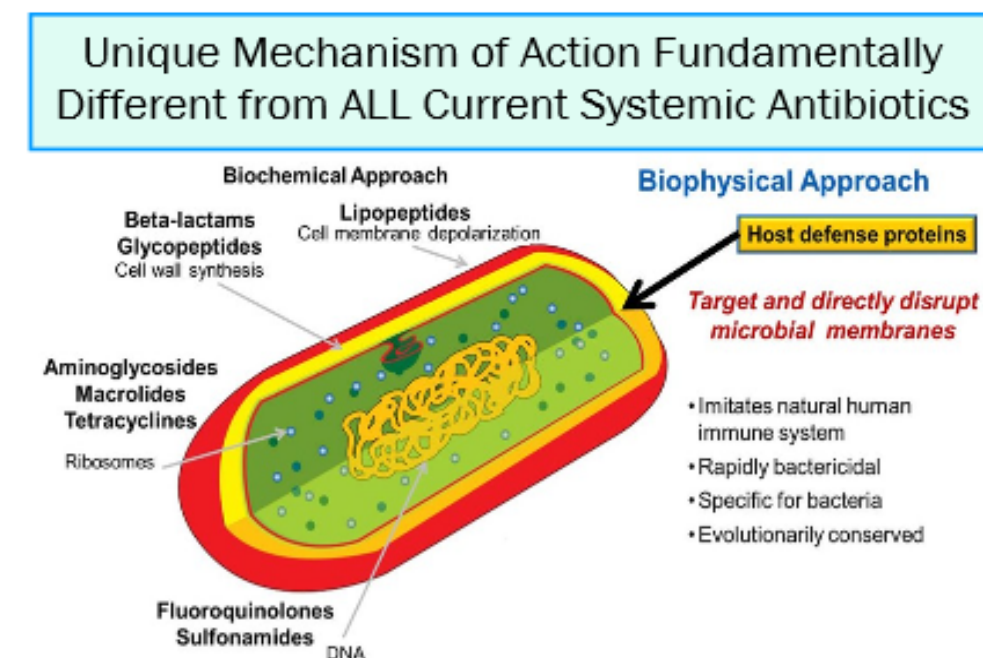 Unique Mechanism of Action Fundamentally
Different from ALL Current Systemic Antibiotics
Biochemical Approach
Biophysical Approach
Beta-lactams
Glycopeptides
Cell wall synthesis
Lipopeptides
Cell membrane depolarization
Host defense proteins
Target and directly disrupt
microbial membranes
Aminoglycosides
Macrolides
Tetracyclines
Ribosomes
• Imitates natural human
immune system
• Rapidly bactericidal
• Specific for bacteria
• Evolutionarily conserved
Fluoroquinolones
Sulfonamides
DNA